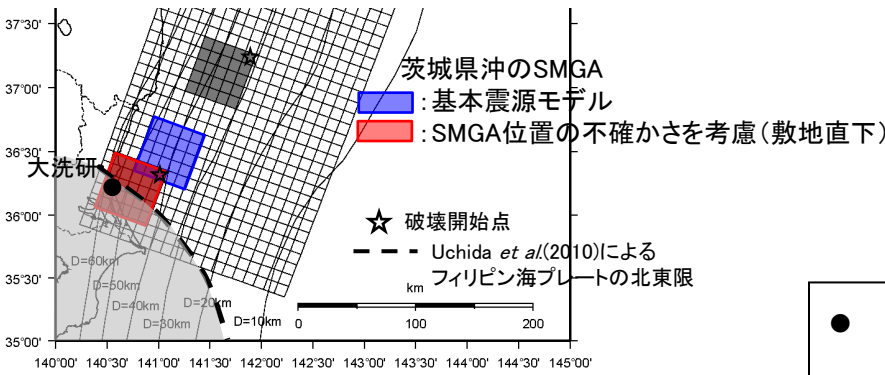 37°30'
37°00'
36°30'
36°00'
35°30'
35°00'
茨城県沖のSMGA
：基本震源モデル
：SMGA位置の不確かさを考慮(敷地直下)
大洗研
破壊開始点
Uchida et al.(2010)による
フィリピン海プレートの北東限
D=60km
D=50km
D=40km
D=30km
D=20km
D=10km
km
0 100 200
140°00' 140°30' 141°00' 141°30' 142°00' 142°30' 143°00' 143°30' 144°00' 144°30' 145°00'